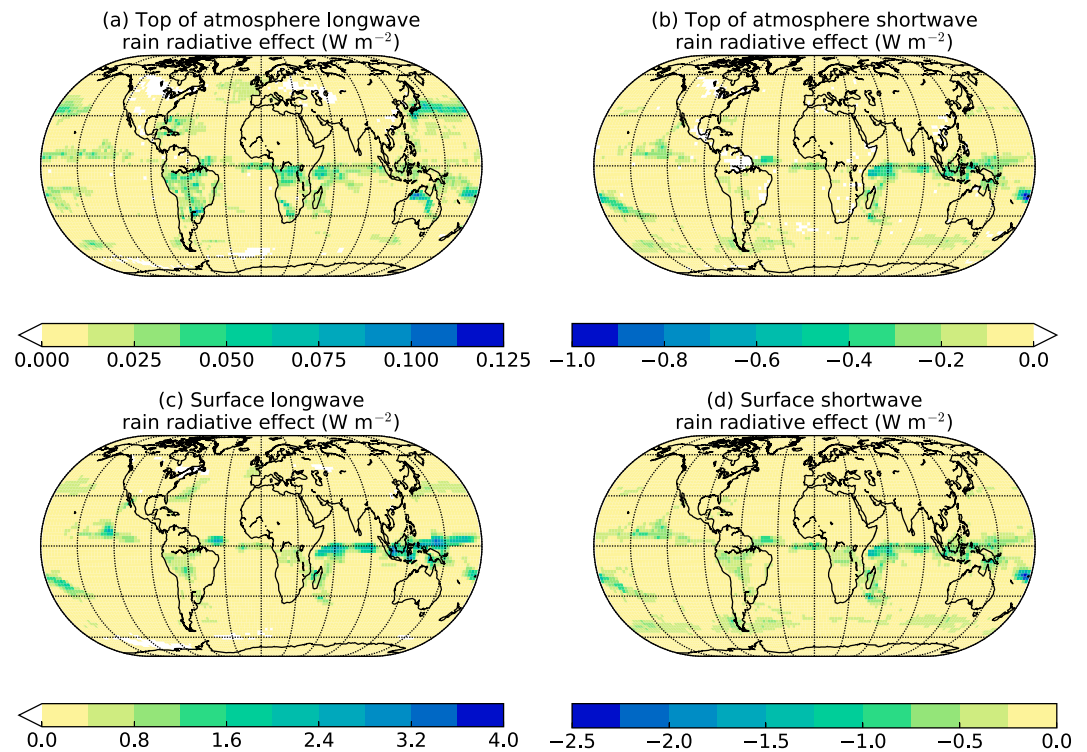 (a) Top of atmosphere longwave
rain radiative effect (W m⁻²)
(b) Top of atmosphere shortwave
rain radiative effect (W m⁻²)
0.000 0.025 0.050 0.075 0.100 0.125
−1.0 −0.8 −0.6 −0.4 −0.2 0.0
(c) Surface longwave
rain radiative effect (W m⁻²)
(d) Surface shortwave
rain radiative effect (W m⁻²)
0.0 0.8 1.6 2.4 3.2 4.0
−2.5 −2.0 −1.5 −1.0 −0.5 0.0